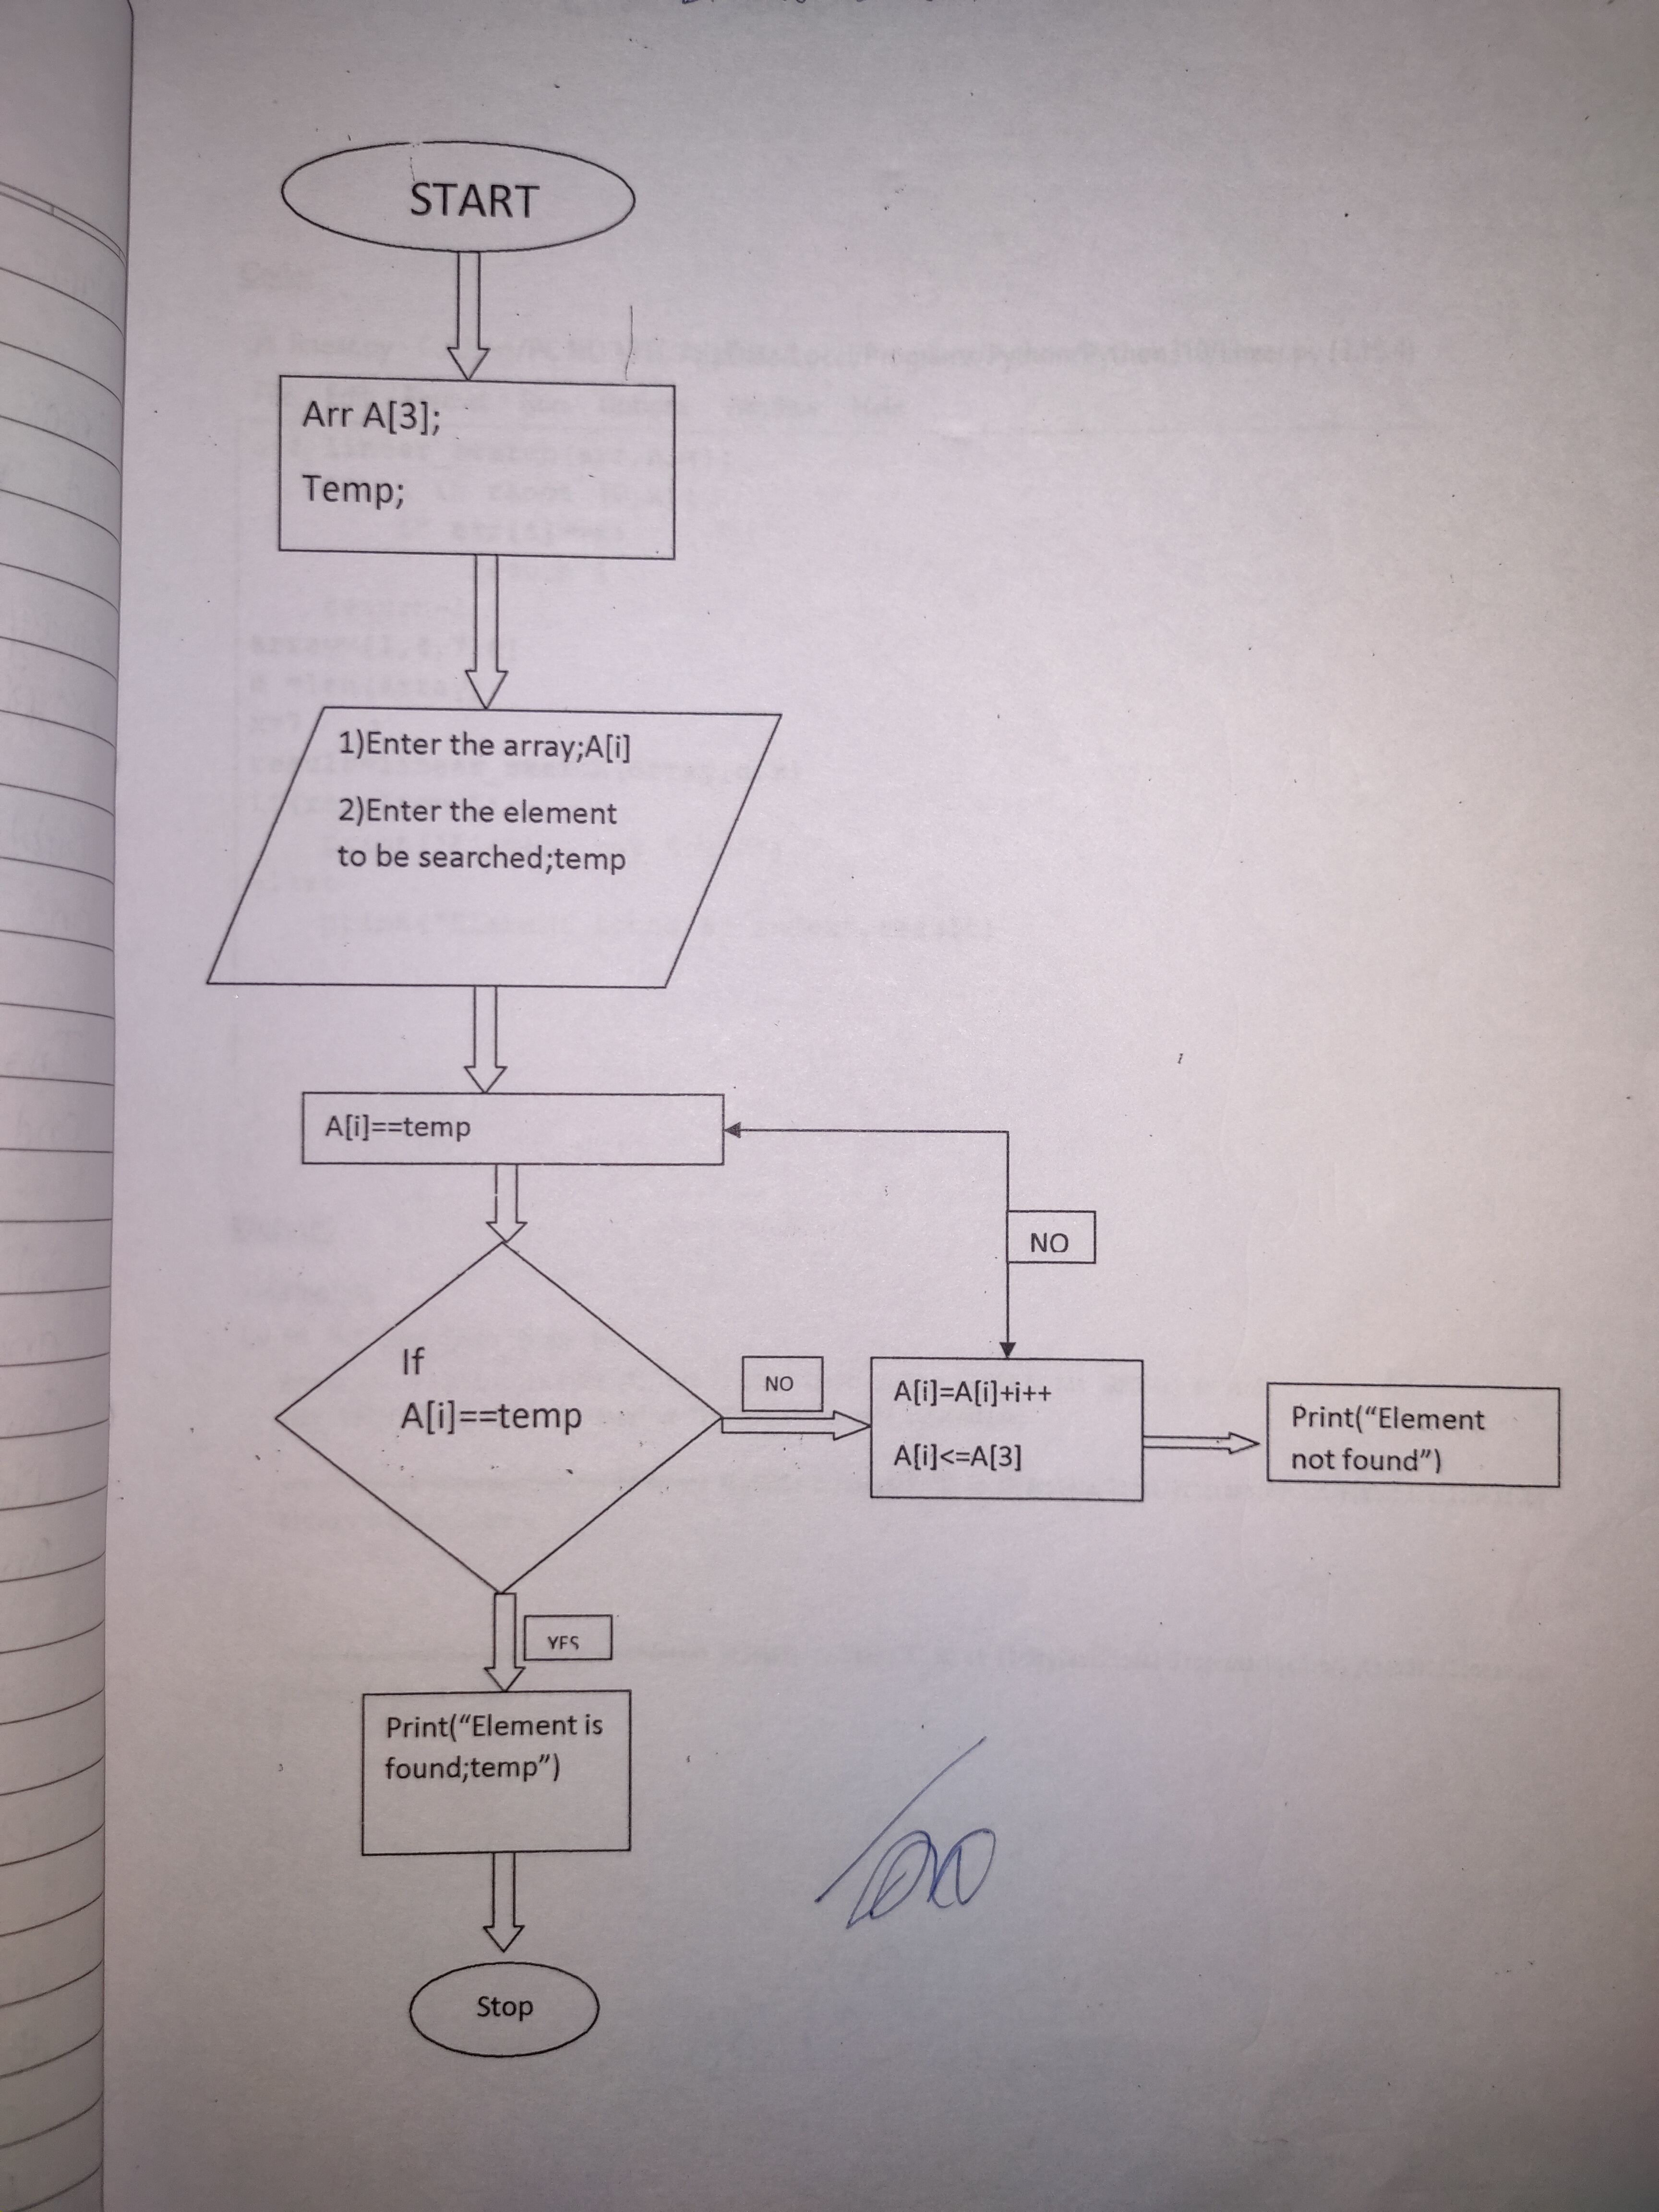 START
Arr A[3];
Temp;
1)Enter the array;A[i]
2)Enter the element
to be searched;temp
A[i]==temp
NO
If
A[i]==temp
NO
A[i]=A[i]+i++
A[i]<=A[3]
Print(“Element
not found”)
YES
Print(“Element is
found;temp”)
Stop